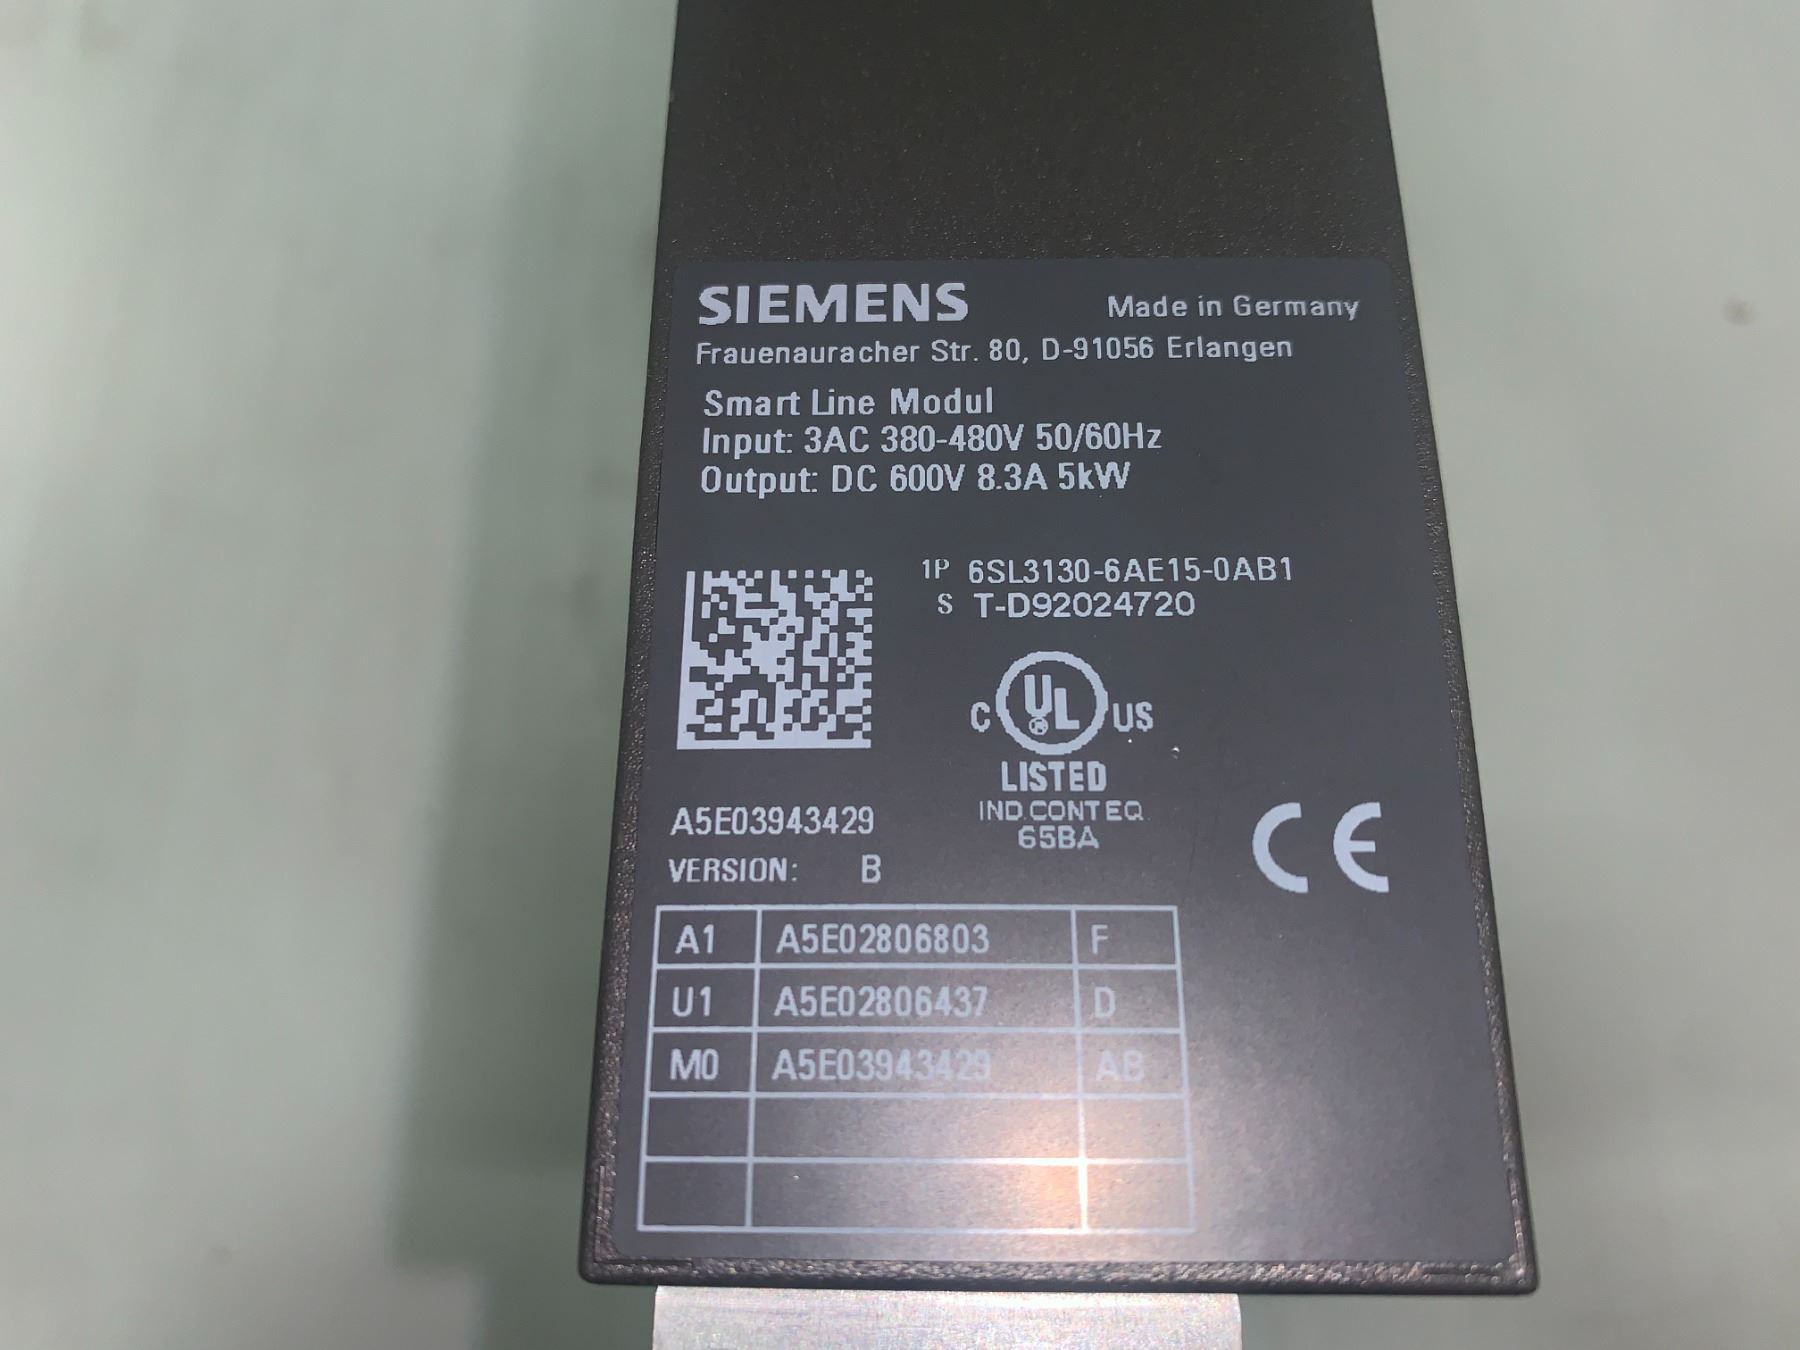 SIEMENS Made in Germany
Frauenauracher Str. 80, D-91056 Erlangen
Smart Line Modul
Input: 3AC 380-480V 50/60Hz
Output: DC 600V 8.3A 5kW
1P 6SL3130-6AE15-0AB1
S T-D92024720
C UL US
LISTED
IND.CONT.EQ.
65BA
A5E03943429
VERSION: B
CE
A1 A5E02806803 F
U1 A5E02806437 D
M0 A5E03943429 AB